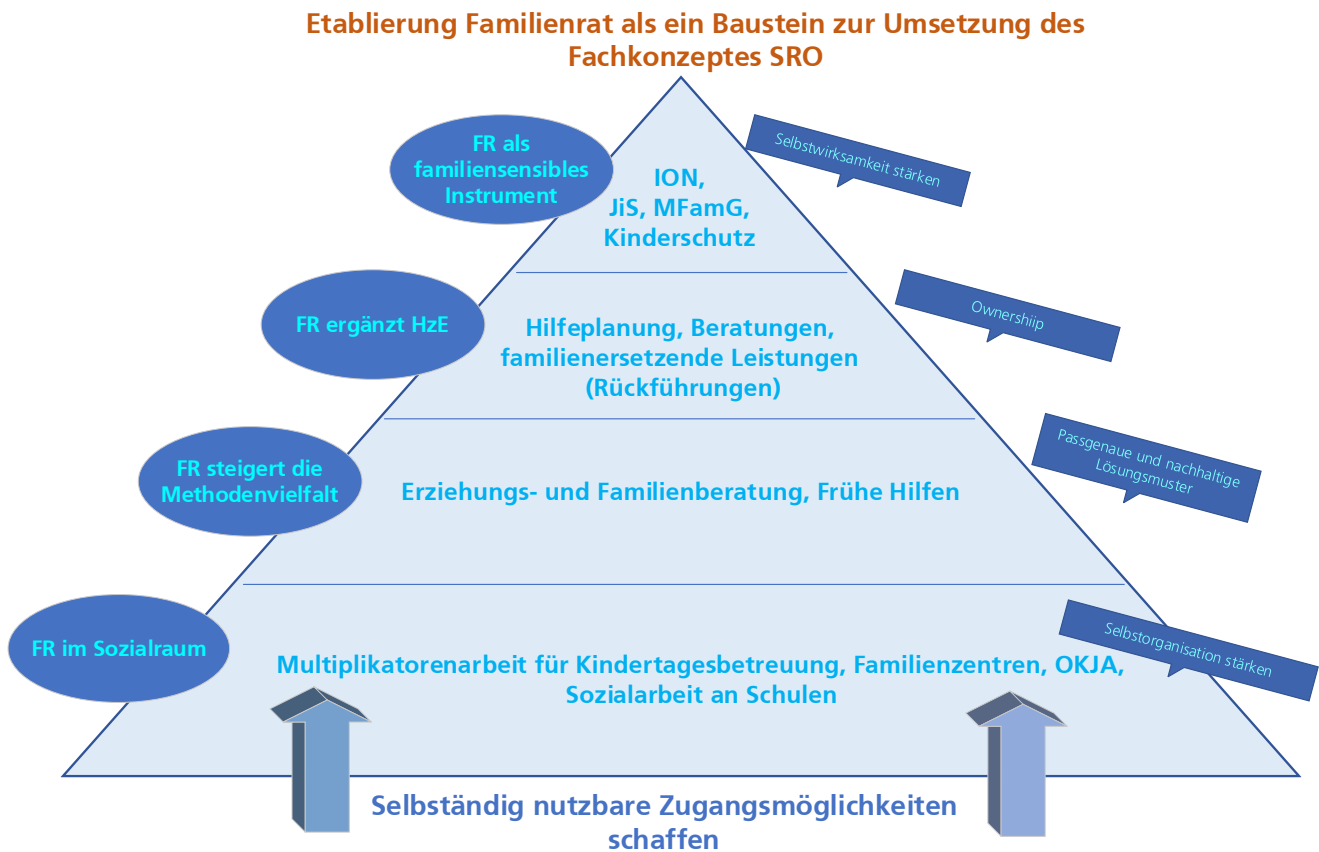 Etablierung Familienrat als ein Baustein zur Umsetzung des
Fachkonzeptes SRO
FR als
familiensensibles
Instrument
ION,
JiS, MFamG,
Kinderschutz
Selbstwirksamkeit stärken
FR ergänzt HzE
Hilfeplanung, Beratungen,
familienersetzende Leistungen
(Rückführungen)
Ownershiip
FR steigert die
Methodenvielfalt
Erziehungs- und Familienberatung, Frühe Hilfen
Passgenaue und nachhaltige
Lösungsmuster
FR im Sozialraum
Multiplikatorenarbeit für Kindertagesbetreuung, Familienzentren, OKJA,
Sozialarbeit an Schulen
Selbstorganisation stärken
Selbständig nutzbare Zugangsmöglichkeiten
schaffen